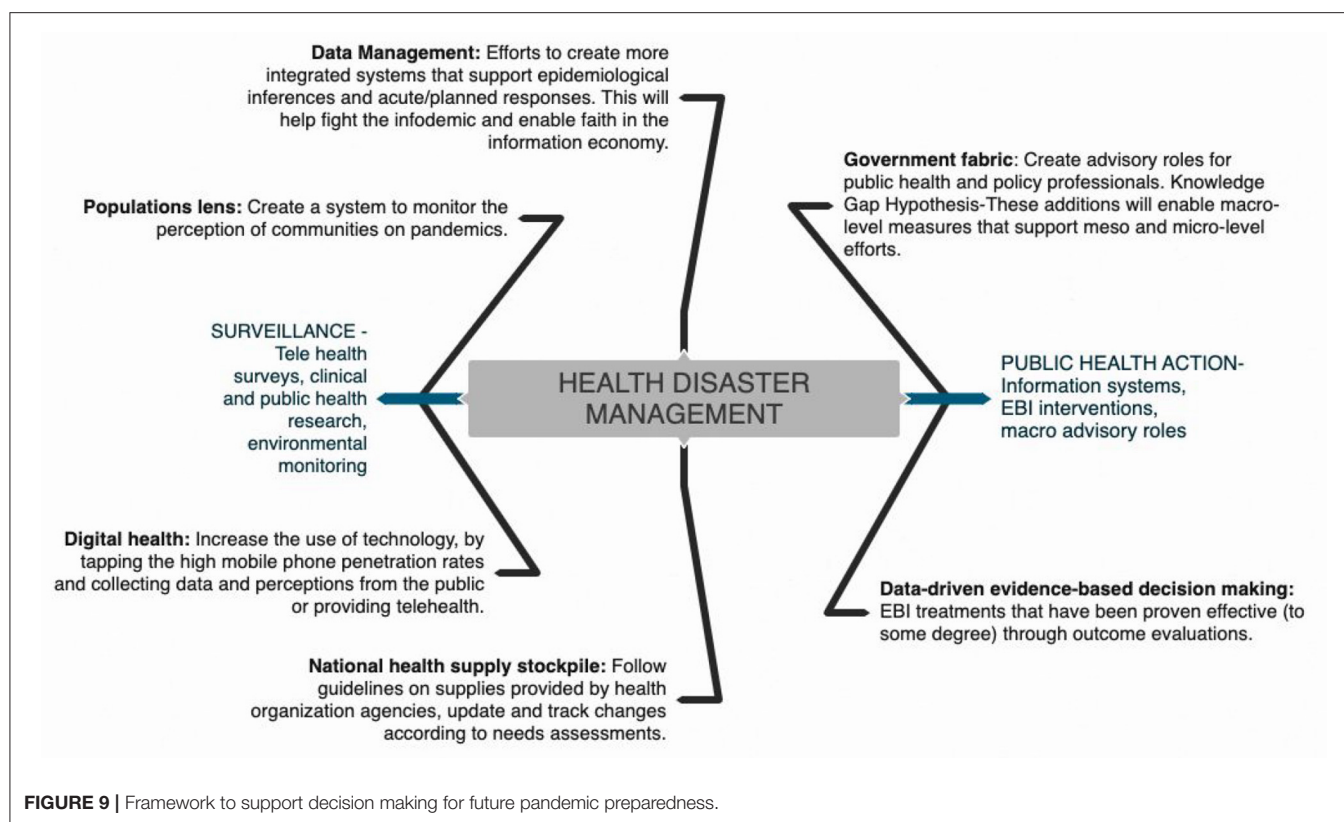 Data Management: Efforts to create more
integrated systems that support epidemiological
inferences and acute/planned responses. This will
help fight the infodemic and enable faith in the
information economy.
Government fabric: Create advisory roles for
public health and policy professionals. Knowledge
Gap Hypothesis-These additions will enable macro-
level measures that support meso and micro-level
efforts.
Populations lens: Create a system to monitor the
perception of communities on pandemics.
SURVEILLANCE -
Tele health
surveys, clinical
and public health
research,
environmental
monitoring
HEALTH DISASTER
MANAGEMENT
PUBLIC HEALTH ACTION-
Information systems,
EBI interventions,
macro advisory roles
Digital health: Increase the use of technology, by
tapping the high mobile phone penetration rates
and collecting data and perceptions from the public
or providing telehealth.
Data-driven evidence-based decision making:
EBI treatments that have been proven effective (to
some degree) through outcome evaluations.
National health supply stockpile: Follow
guidelines on supplies provided by health
organization agencies, update and track changes
according to needs assessments.
FIGURE 9 | Framework to support decision making for future pandemic preparedness.